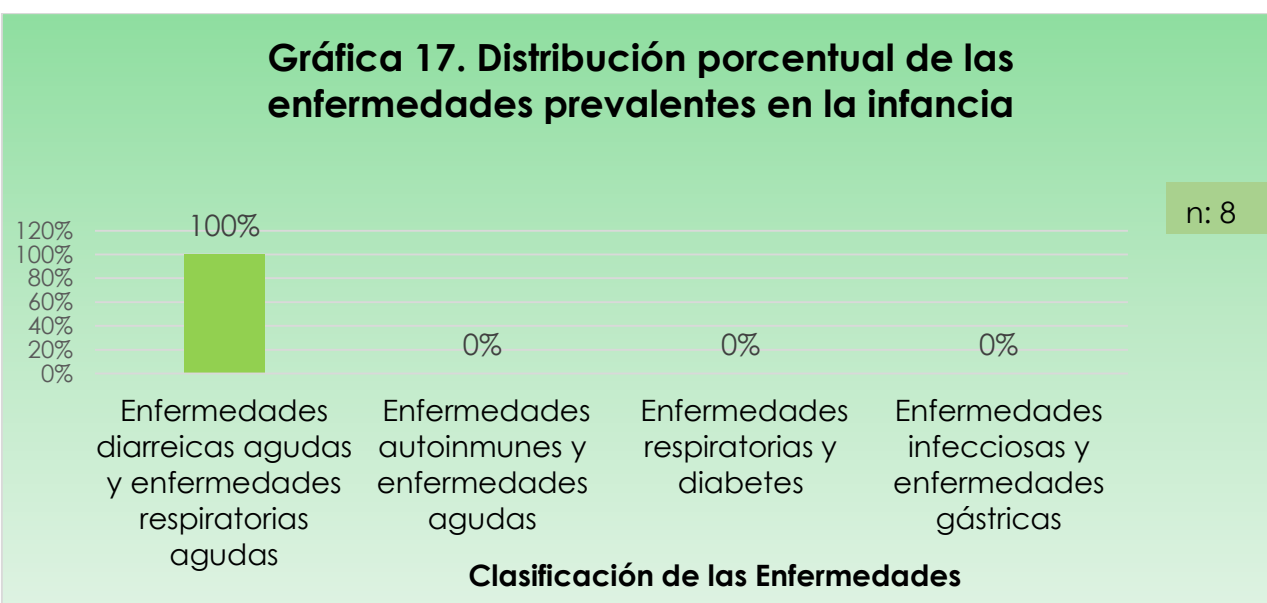 Gráfica 17. Distribución porcentual de las
enfermedades prevalentes en la infancia
n: 8
120%
100%
80%
60%
40%
20%
0%
100%
0%
0%
0%
Enfermedades
diarreicas agudas
y enfermedades
respiratorias
agudas
Enfermedades
autoinmunes y
enfermedades
agudas
Enfermedades
respiratorias y
diabetes
Enfermedades
infecciosas y
enfermedades
gástricas
Clasificación de las Enfermedades